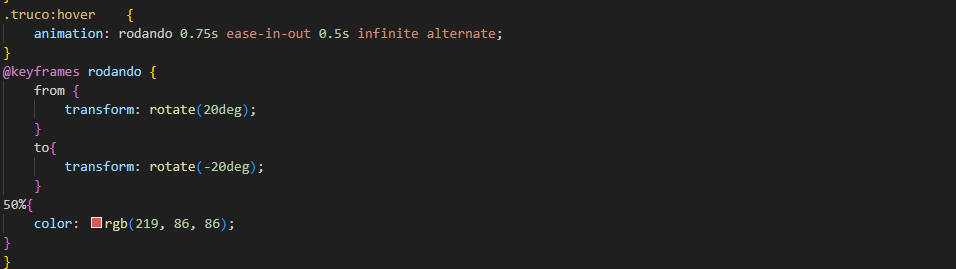 .truco:hover    {
    animation: rodando 0.75s ease-in-out 0.5s infinite alternate;
}
@keyframes rodando {
    from {
        transform: rotate(20deg);
    }
    to{
        transform: rotate(-20deg);
    }
50%{
    color: rgb(219, 86, 86);
}
}